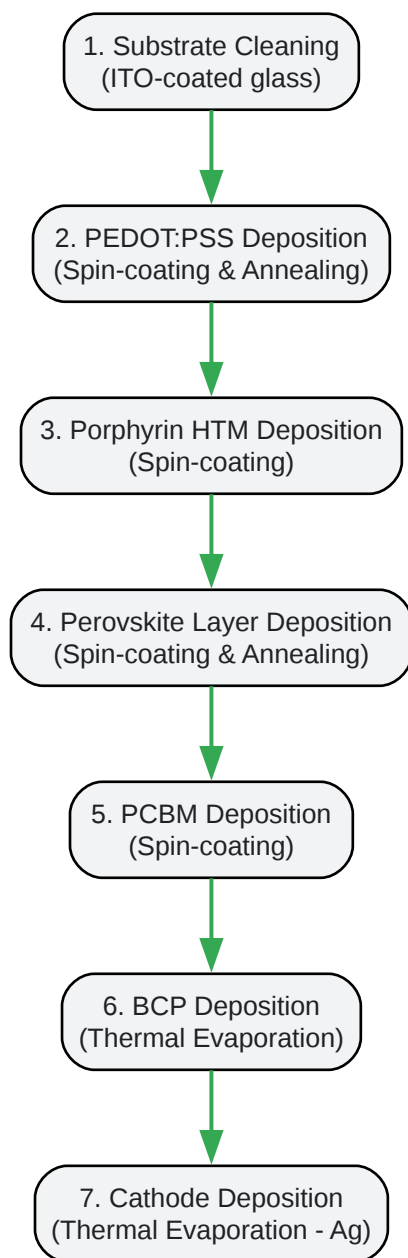 1. Substrate Cleaning
(ITO-coated glass)
2. PEDOT:PSS Deposition
(Spin-coating & Annealing)
3. Porphyrin HTM Deposition
(Spin-coating)
4. Perovskite Layer Deposition
(Spin-coating & Annealing)
5. PCBM Deposition
(Spin-coating)
6. BCP Deposition
(Thermal Evaporation)
7. Cathode Deposition
(Thermal Evaporation - Ag)